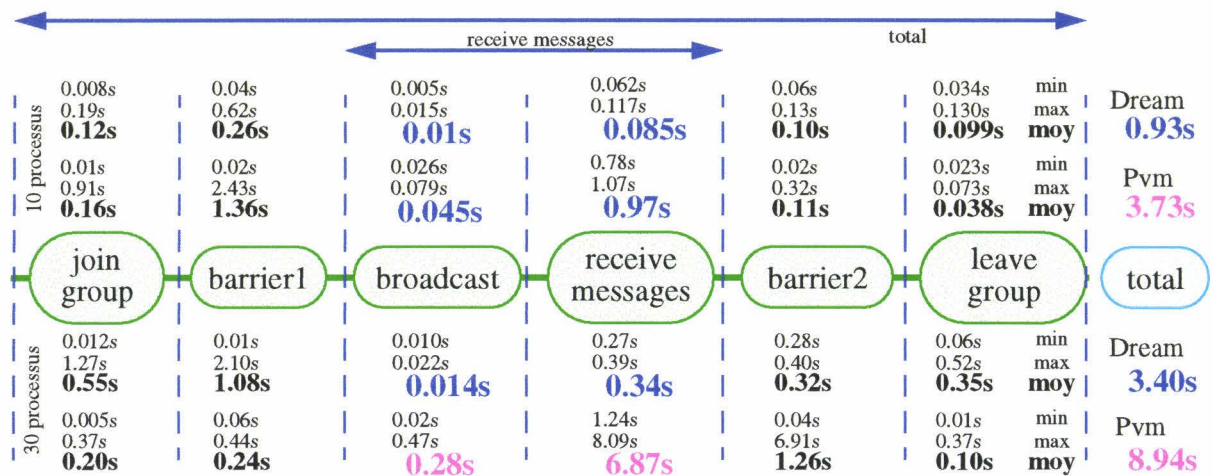 receive messages total
0.008s 0.04s 0.005s 0.062s 0.06s 0.034s min
0.19s 0.62s 0.015s 0.117s 0.13s 0.130s max Dream
0.12s 0.26s 0.01s 0.085s 0.10s 0.099s moy 0.93s
10 processus
0.01s 0.02s 0.026s 0.78s 0.02s 0.023s min
0.91s 2.43s 0.079s 1.07s 0.32s 0.073s max Pvm
0.16s 1.36s 0.045s 0.97s 0.11s 0.038s moy 3.73s
join group barrier1 broadcast receive messages barrier2 leave group total
0.012s 0.01s 0.010s 0.27s 0.28s 0.06s min
1.27s 2.10s 0.022s 0.39s 0.40s 0.52s max Dream
0.55s 1.08s 0.014s 0.34s 0.32s 0.35s moy 3.40s
30 processus
0.005s 0.06s 0.02s 1.24s 0.04s 0.01s min
0.37s 0.44s 0.47s 8.09s 6.91s 0.37s max Pvm
0.20s 0.24s 0.28s 6.87s 1.26s 0.10s moy 8.94s